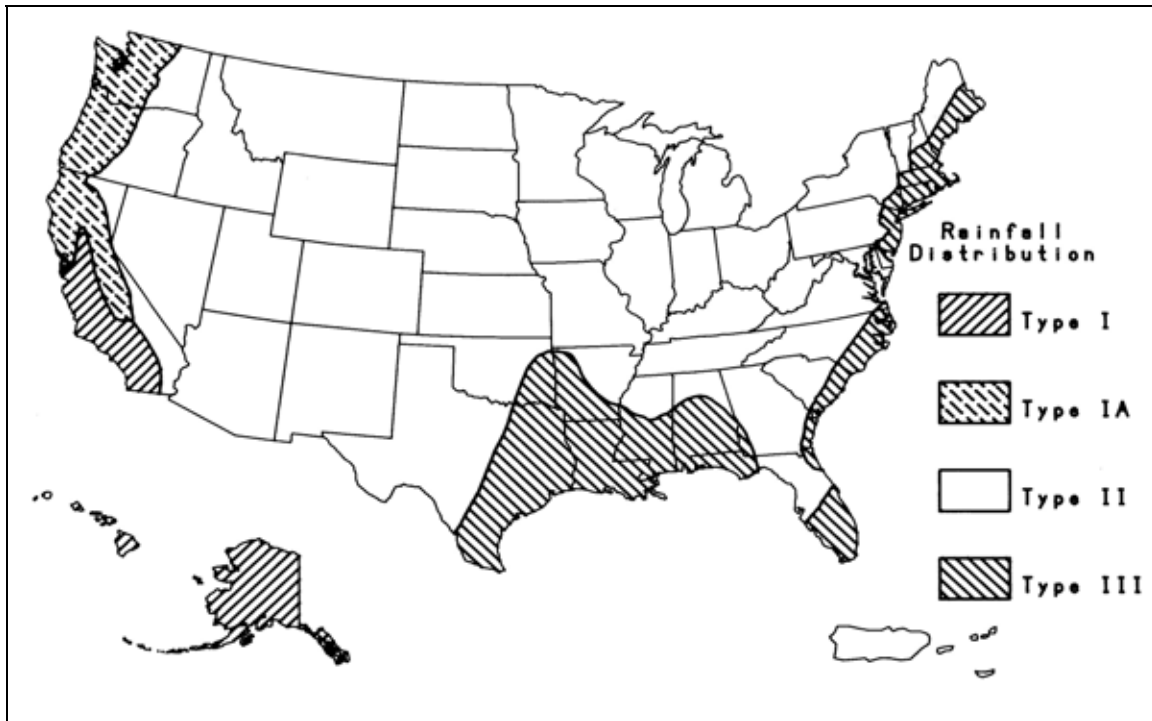 Rainfall
Distribution
Type I
Type IA
Type II
Type III